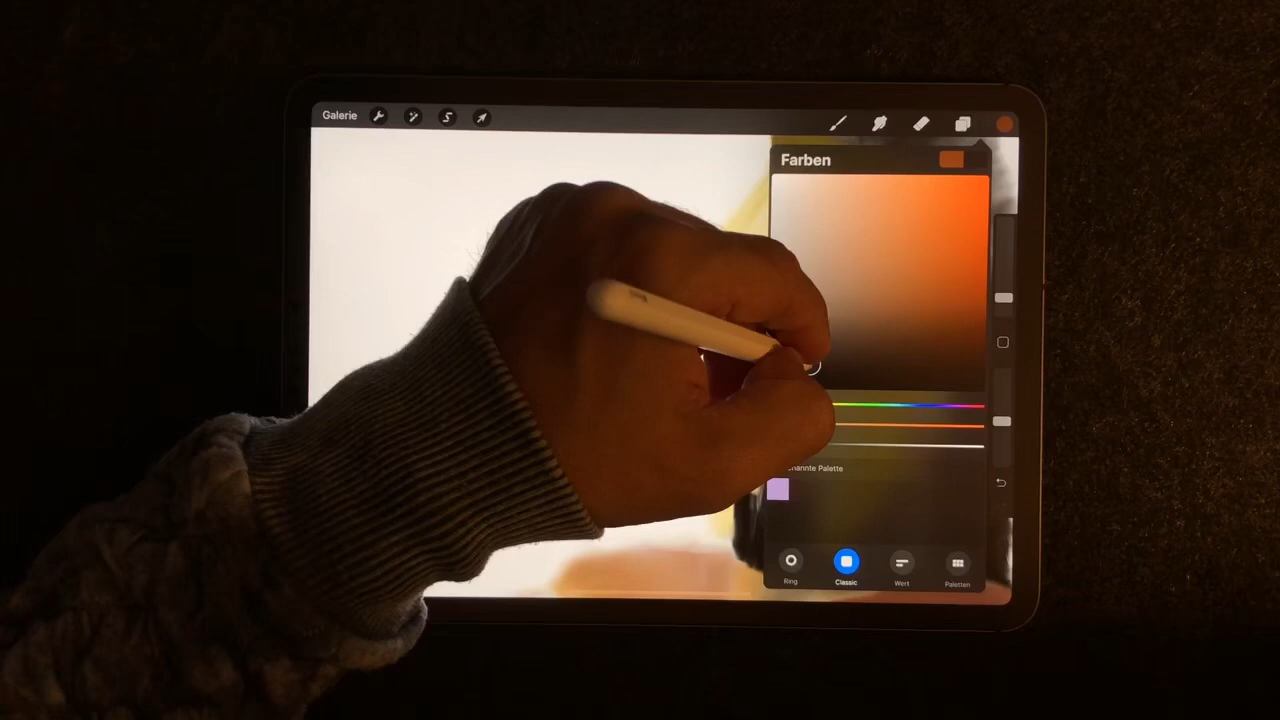 Galerie
Farben
nannte Palette
Ring
Classic
Wert
Paletten